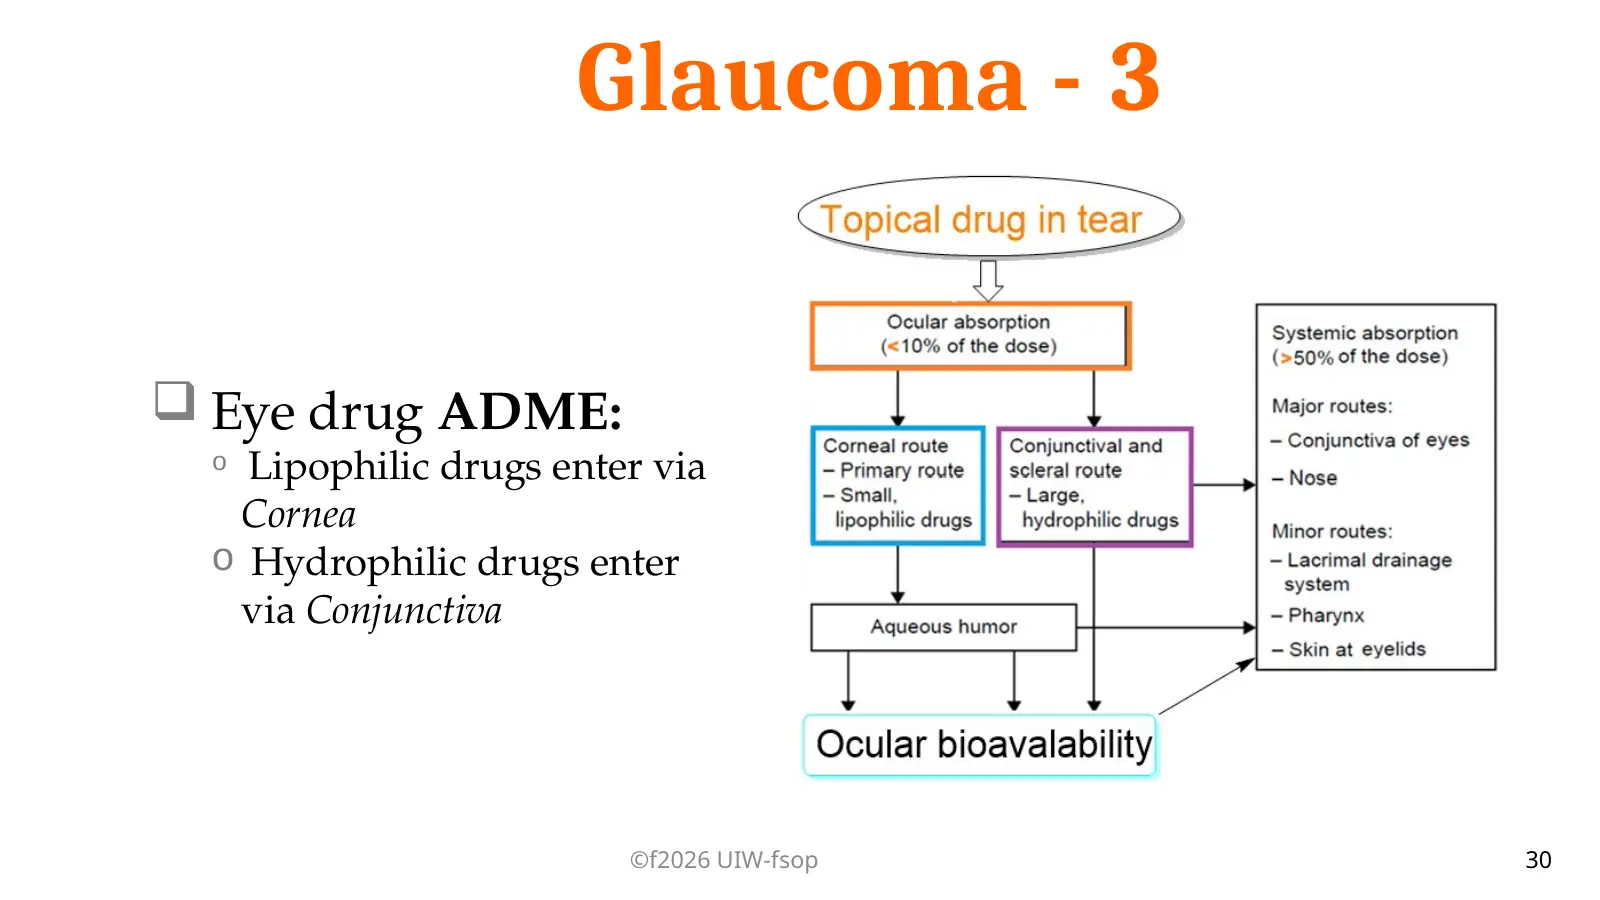 Glaucoma - 3
Eye drug ADME:
o Lipophilic drugs enter via
Cornea
o Hydrophilic drugs enter
via Conjunctiva
Topical drug in tear
Ocular absorption
(<10% of the dose)
Corneal route
– Primary route
– Small,
lipophilic drugs
Conjunctival and
scleral route
– Large,
hydrophilic drugs
Aqueous humor
Ocular bioavalability
Systemic absorption
(>50% of the dose)
Major routes:
– Conjunctiva of eyes
– Nose
Minor routes:
– Lacrimal drainage
system
– Pharynx
– Skin at eyelids
©f2026 UIW-fsop
30